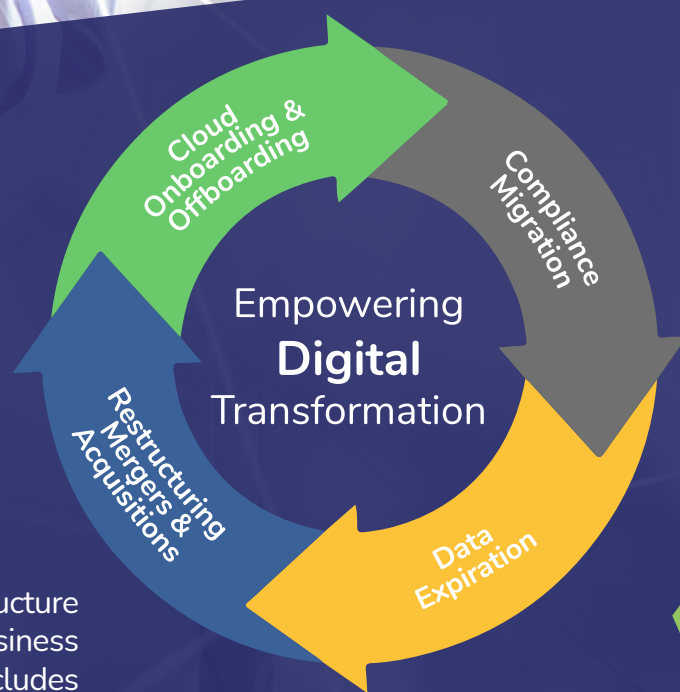 Cloud
Onboarding &
Offboarding
Compliance
Migration
Empowering
Digital
Transformation
Restructuring
Mergers &
Acquisitions
Data
Expiration